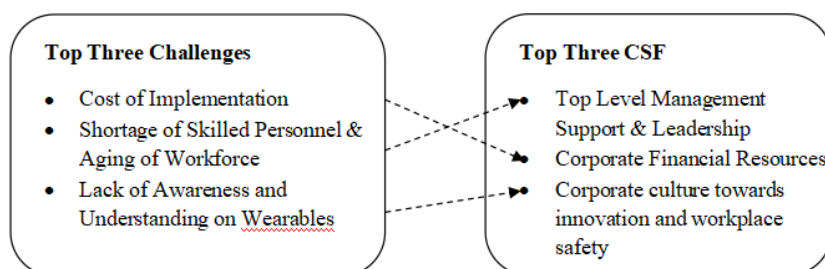 Top Three Challenges
• Cost of Implementation
• Shortage of Skilled Personnel &
Aging of Workforce
• Lack of Awareness and
Understanding on Wearables
Top Three CSF
• Top Level Management
Support & Leadership
• Corporate Financial Resources
• Corporate culture towards
innovation and workplace
safety